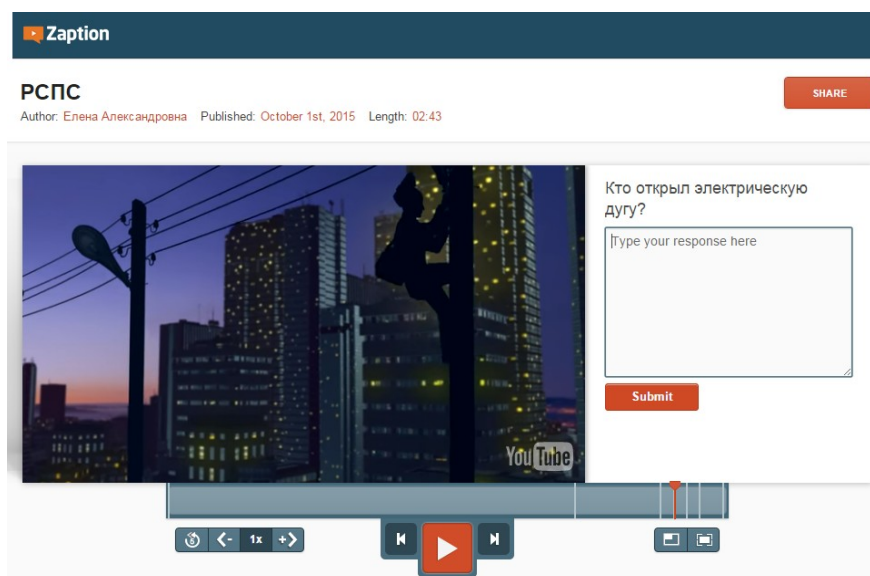 Zaption
РСПС
SHARE
Author: Елена Александровна Published: October 1st, 2015 Length: 02:43
Кто открыл электрическую
дугу?
Type your response here
Submit
YouTube
5
1x